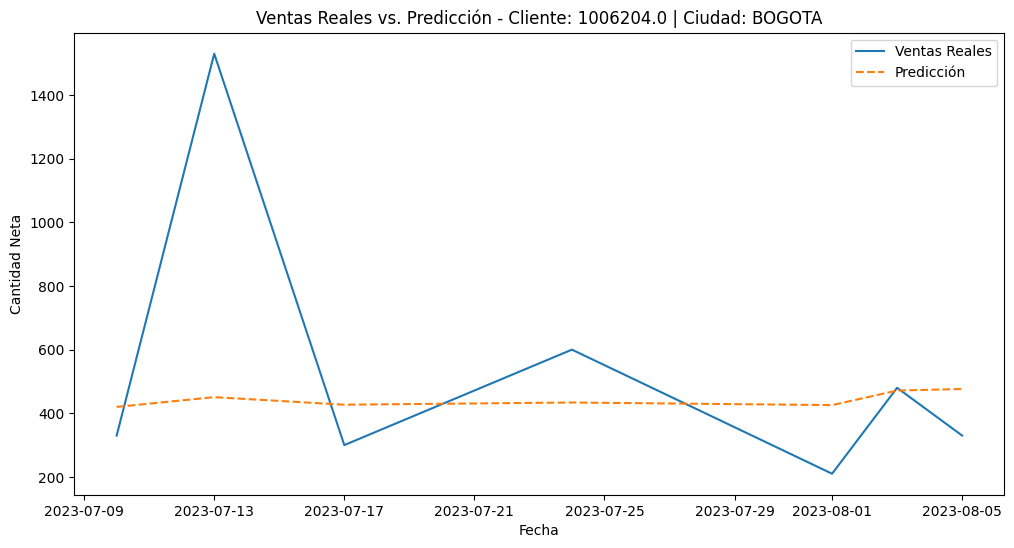 Ventas Reales vs. Predicción - Cliente: 1006204.0 | Ciudad: BOGOTA
Ventas Reales
Predicción
Cantidad Neta
1400
1200
1000
800
600
400
200
2023-07-09 2023-07-13 2023-07-17 2023-07-21 2023-07-25 2023-07-29 2023-08-01 2023-08-05
Fecha